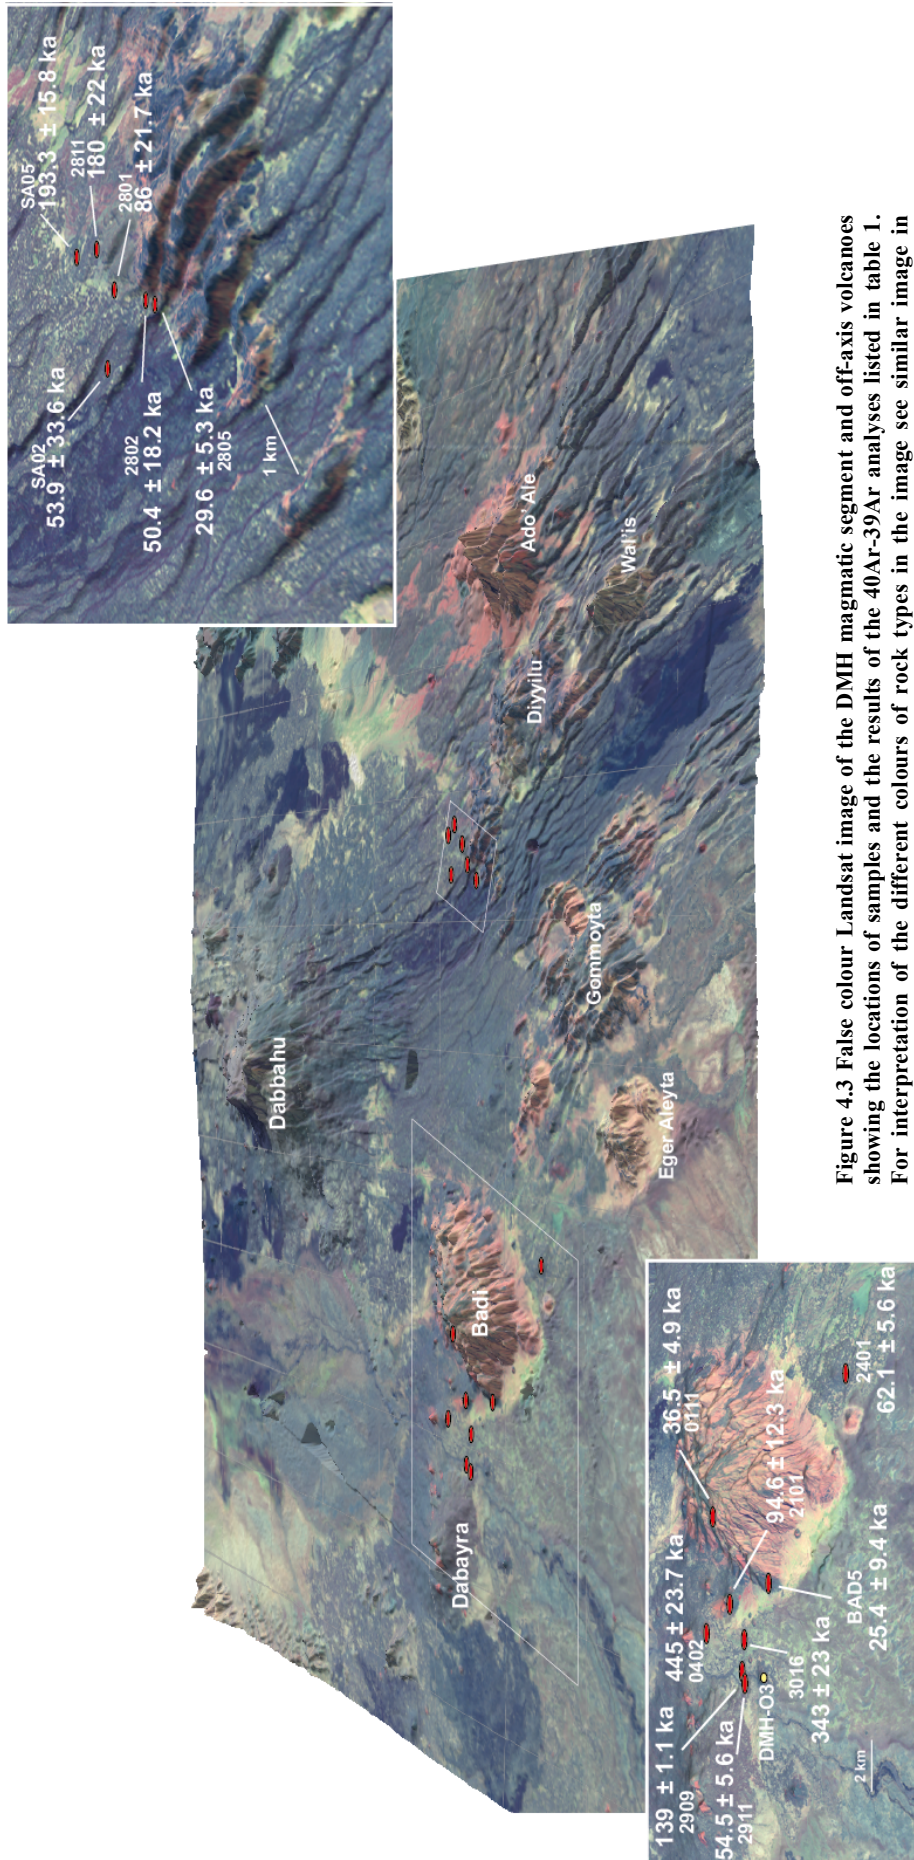 SA05
193.3 ± 15.8 ka
2811
180 ± 22 ka
2801
86 ± 21.7 ka
SA02
53.9 ± 33.6 ka
2802
50.4 ± 18.2 ka
29.6 ± 5.3 ka
2805
1 km
Dabbahu
Ado' Ale
Wal'is
Diyyilu
Gommoyta
Eger Aleyta
Badi
Dabayra
36.5 ± 4.9 ka
0111
94.6 ± 12.3 ka
2101
445 ± 23.7 ka
0402
139 ± 1.1 ka
2909
54.5 ± 5.6 ka
2911
DMH-O3
3016
343 ± 23 ka
BAD5
25.4 ± 9.4 ka
2401
62.1 ± 5.6 ka
2 km
Figure 4.3 False colour Landsat image of the DMH magmatic segment and off-axis volcanoes
showing the locations of samples and the results of the 40Ar-39Ar analyses listed in table 1.
For interpretation of the different colours of rock types in the image see similar image in